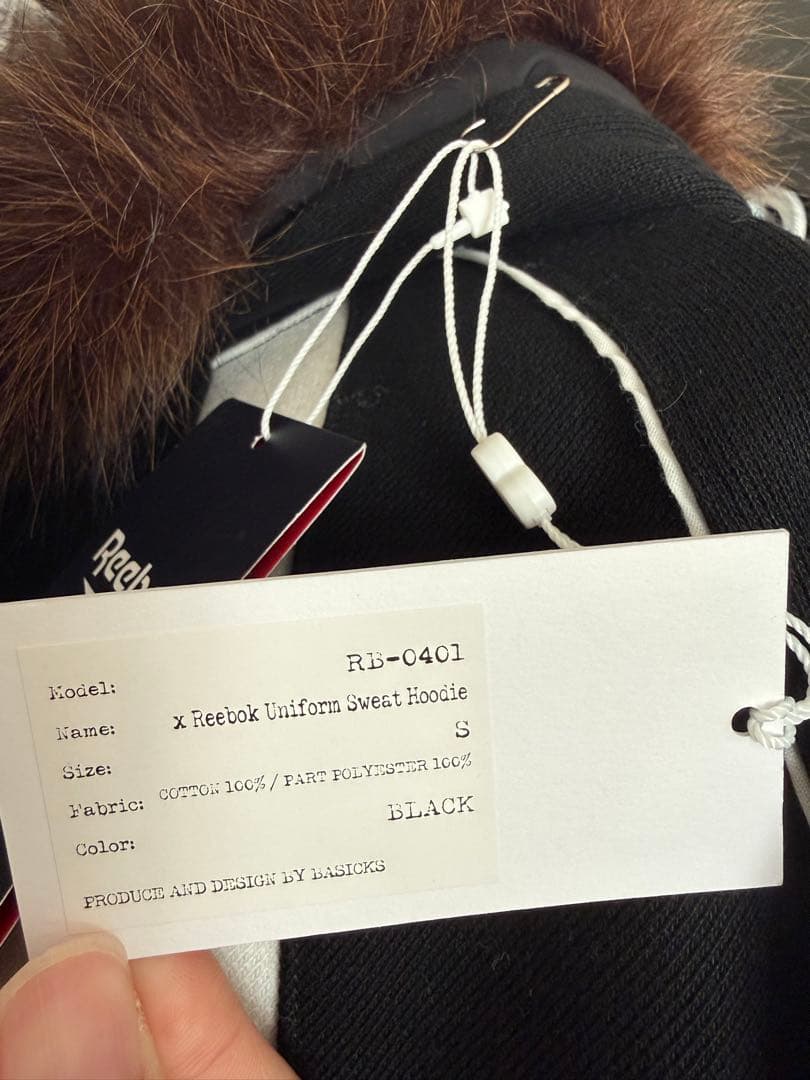 Reeb
Model: RB-0401
Name: x Reebok Uniform Sweat Hoodie
Size: S
Fabric: COTTON 100% / PART POLYESTER 100%
Color: BLACK
PRODUCE AND DESIGN BY BASICKS